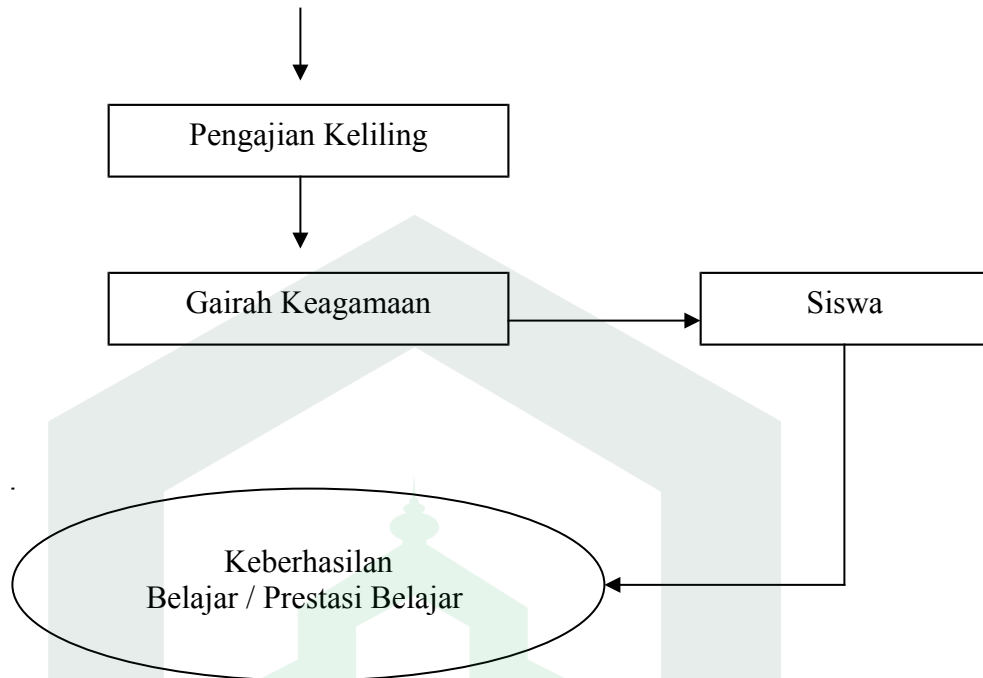 Pengajian Keliling
Gairah Keagamaan
Siswa
Keberhasilan
Belajar / Prestasi Belajar